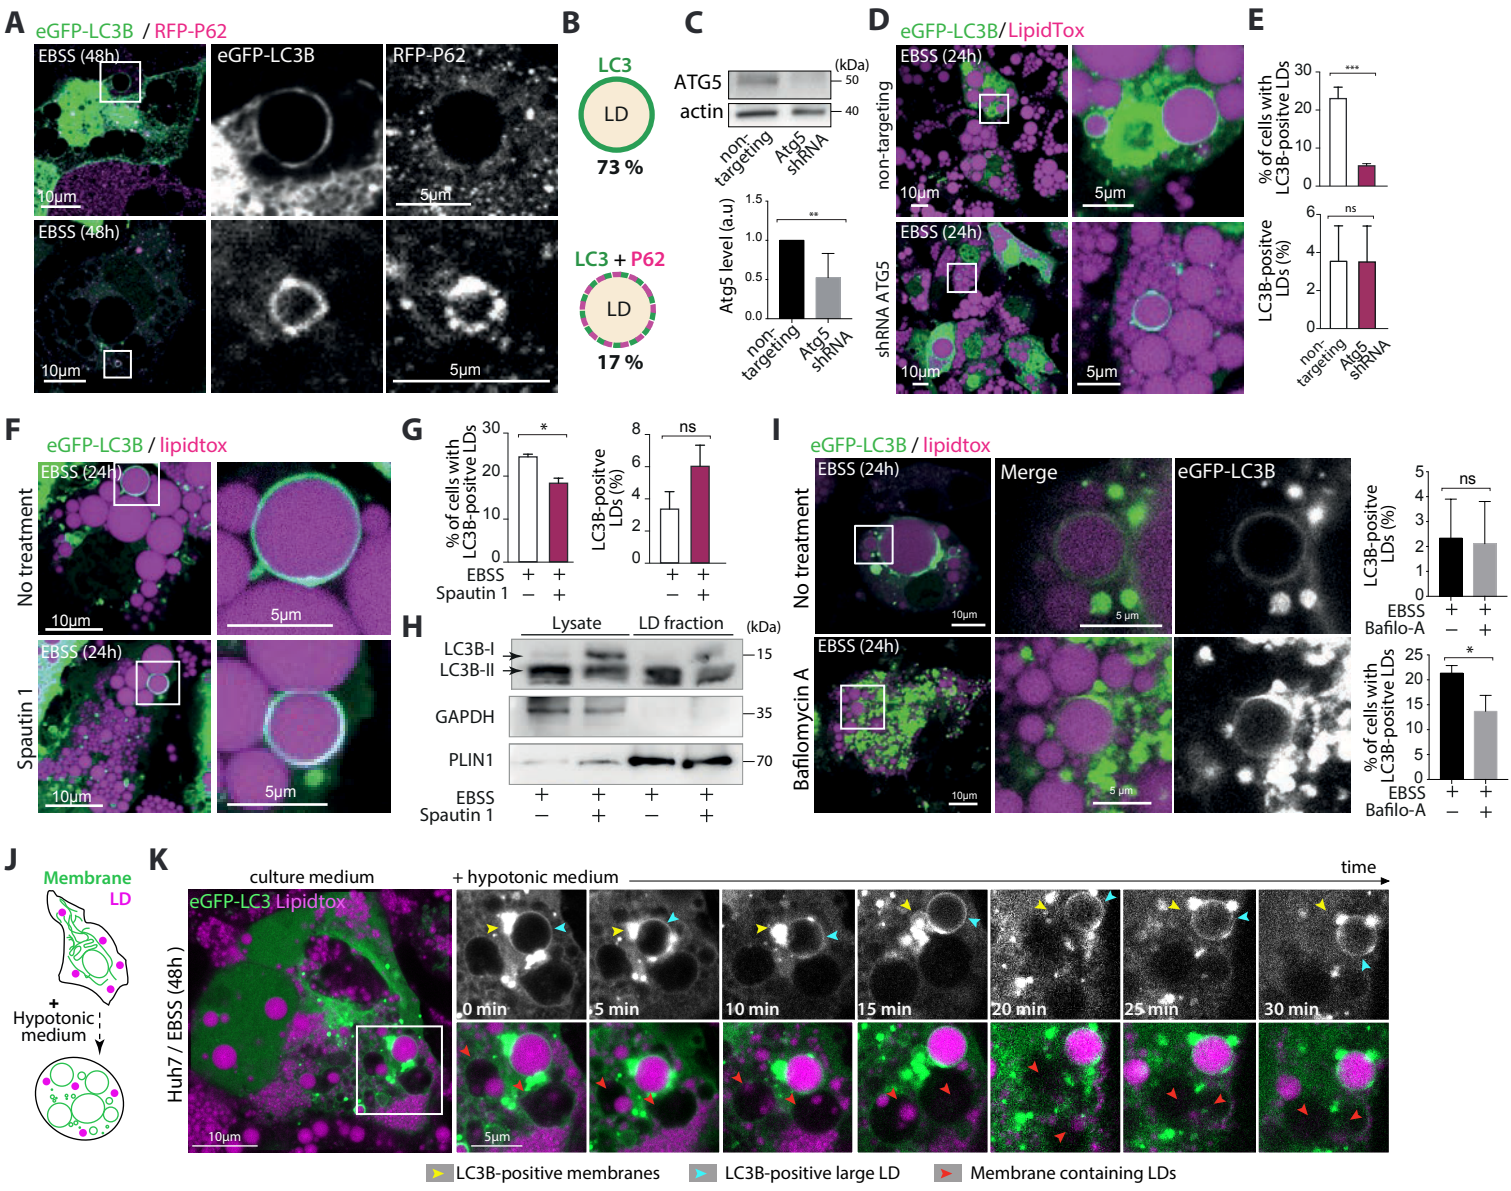 A
eGFP-LC3B / RFP-P62
EBSS (48h)
eGFP-LC3B
RFP-P62
10µm
5µm
EBSS (48h)
10µm
5µm
B
LC3
LD
73 %
LC3 + P62
LD
17 %
C
(kDa)
ATG5
50
actin
40
non-targeting
Atg5 shRNA
Atg5 level (a.u)
1.5
1.0
0.5
0.0
**
non-targeting
Atg5 shRNA
D
eGFP-LC3B/LipidTox
non-targeting
EBSS (24h)
10µm
5µm
shRNA ATG5
EBSS (24h)
10µm
5µm
E
% of cells with
LC3B-positive LDs
30
20
10
0
***
LC3B-positve
LDs (%)
6
4
2
0
ns
non-targeting
Atg5 shRNA
F
eGFP-LC3B / lipidtox
No treatment
EBSS (24h)
10µm
5µm
Spautin 1
EBSS (24h)
10µm
5µm
G
% of cells with
LC3B-positive LDs
30
20
10
0
*
LC3B-positive
LDs (%)
8
6
4
2
0
ns
EBSS + + + +
Spautin 1 − + − +
H
Lysate
LD fraction
(kDa)
LC3B-I
15
LC3B-II
GAPDH
35
PLIN1
70
EBSS + + + +
Spautin 1 − + − +
I
eGFP-LC3B / lipidtox
No treatment
EBSS (24h)
Merge
eGFP-LC3B
10µm
5 µm
Bafilomycin A
EBSS (24h)
10µm
5 µm
LC3B-positive
LDs (%)
5
4
3
2
1
0
ns
EBSS + +
Bafilo-A − +
% of cells with
LC3B-positive LDs
25
20
15
10
5
0
*
EBSS + +
Bafilo-A − +
J
Membrane
LD
+
Hypotonic
medium
K
culture medium
+ hypotonic medium
time
Huh7 / EBSS (48h)
eGFP-LC3 Lipidtox
10µm
0 min
5 min
10 min
15 min
20 min
25 min
30 min
5µm
LC3B-positive membranes
LC3B-positive large LD
Membrane containing LDs